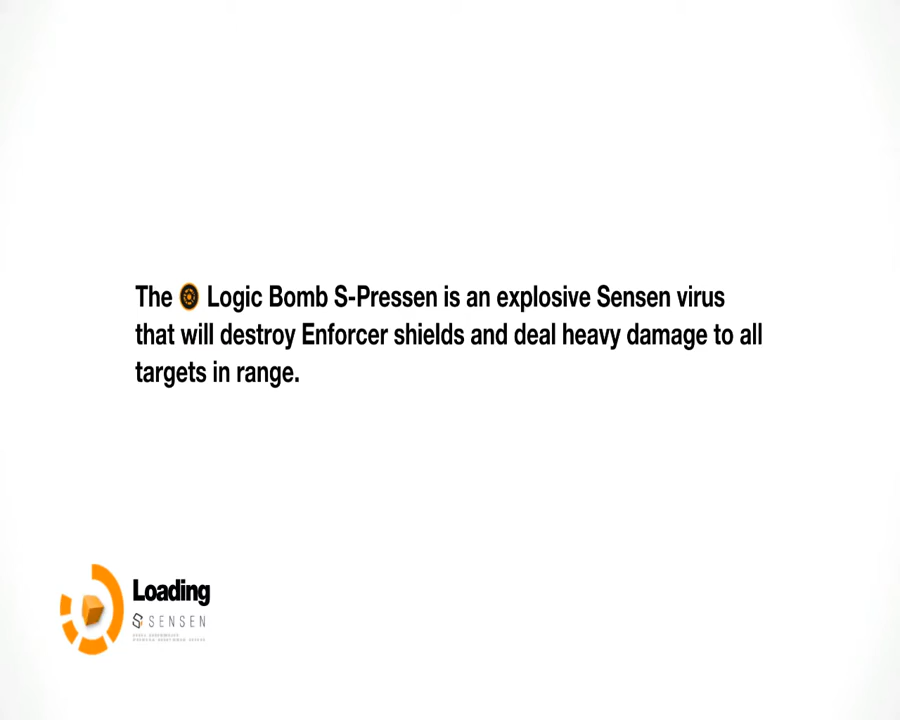 The Logic Bomb S-Pressen is an explosive Sensen virus
that will destroy Enforcer shields and deal heavy damage to all
targets in range.
Loading
SENSEN